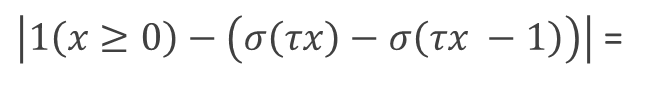 |1(x ≥ 0) − (σ(τx) − σ(τx − 1))| =